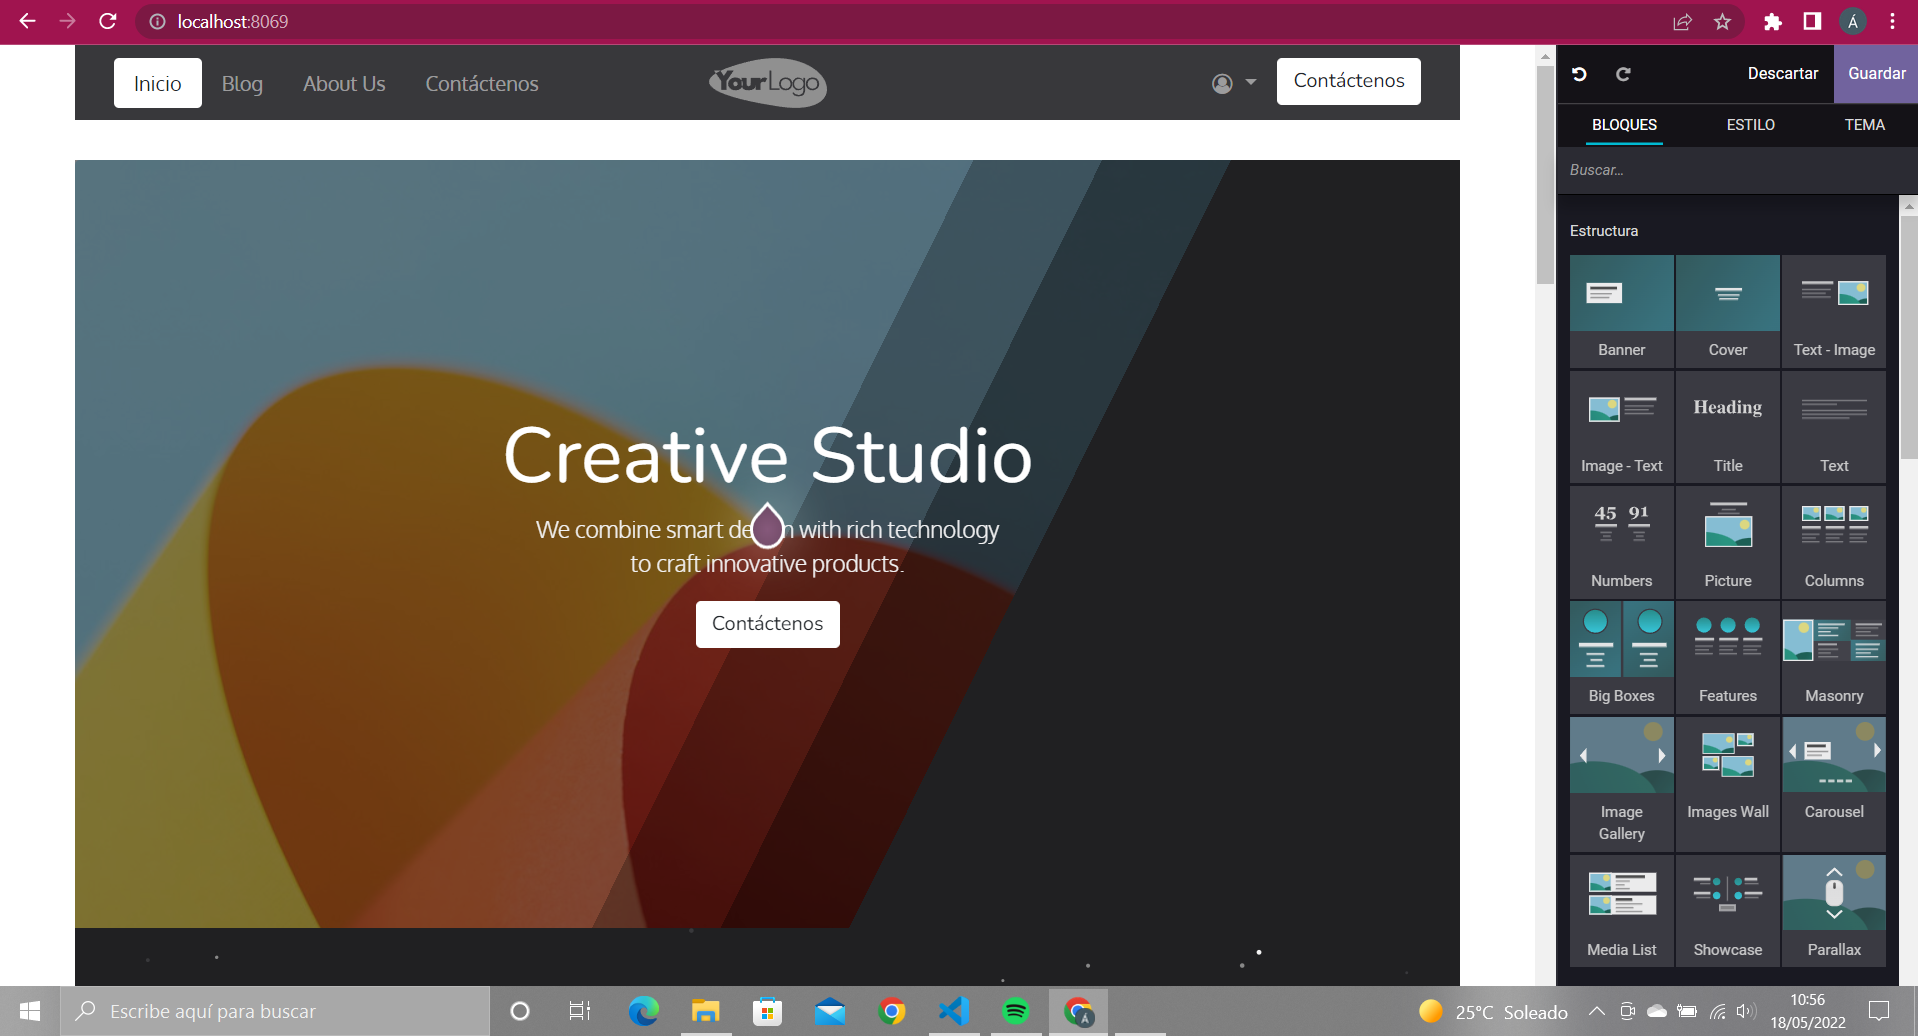 localhost:8069
Á
Inicio
Blog
About Us
Contáctenos
YourLogo
Contáctenos
Descartar
Guardar
BLOQUES
ESTILO
TEMA
Buscar...
Creative Studio
We combine smart de n with rich technology
to craft innovative products.
Contáctenos
Estructura
Banner
Cover
Text - Image
Heading
Image - Text
Title
Text
45 91
Numbers
Picture
Columns
Big Boxes
Features
Masonry
Image
Gallery
Images Wall
Carousel
Media List
Showcase
Parallax
Escribe aquí para buscar
Á
25°C Soleado
10:56
18/05/2022